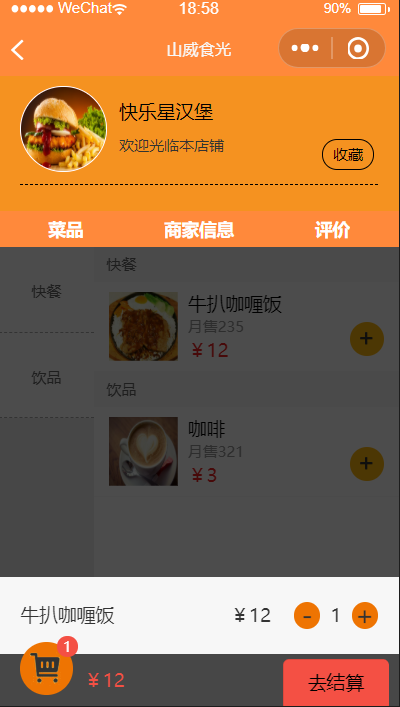 WeChat 18:58 90%
山威食光
快乐星汉堡
欢迎光临本店铺
收藏
菜品 商家信息 评价
快餐
饮品
快餐
牛扒咖喱饭
月售235
￥12
+
饮品
咖啡
月售321
￥3
+
牛扒咖喱饭 ￥12 - 1 +
1
￥12
去结算